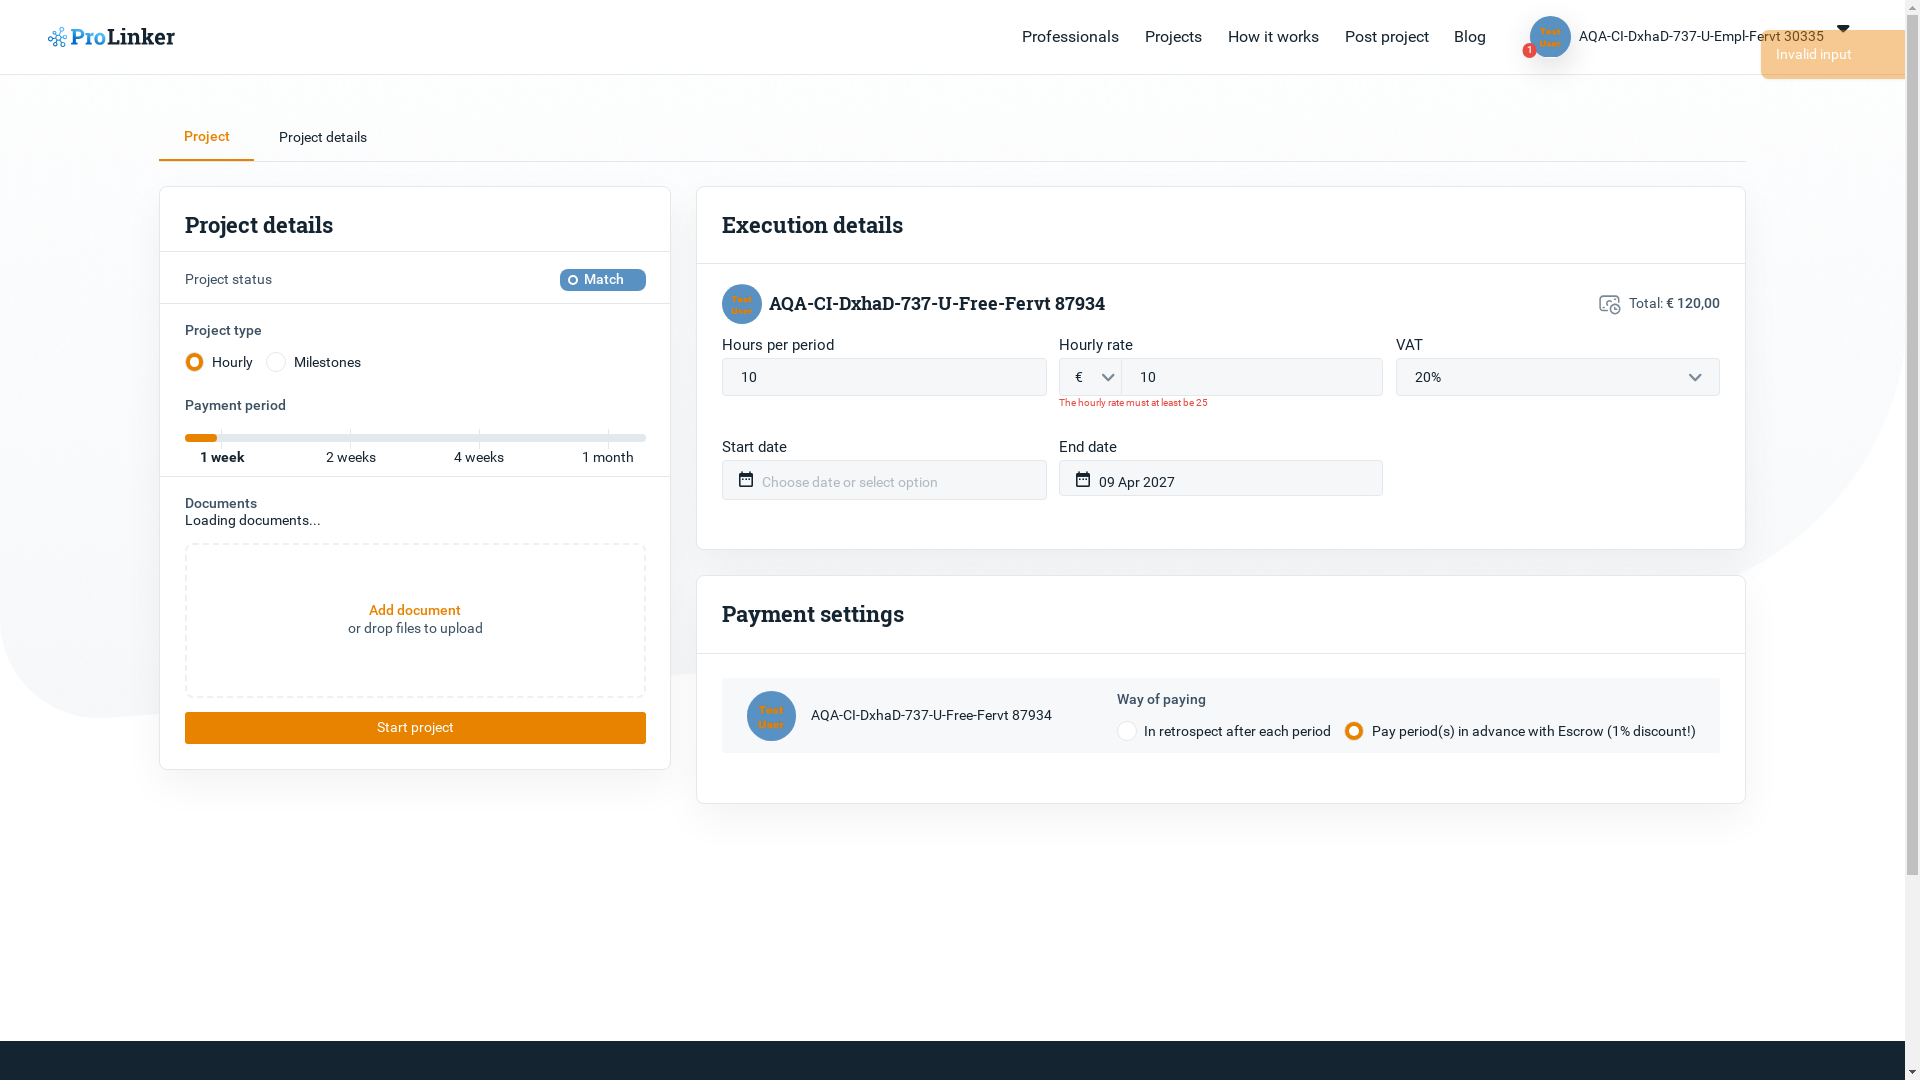 ProLinker
Professionals
Projects
How it works
Post project
Blog
Test
User
1
AQA-CI-DxhaD-737-U-Empl-Fervt 30335
Invalid input
Project
Project details
Project details
Project status
Match
Project type
Hourly
Milestones
Payment period
1 week
2 weeks
4 weeks
1 month
Documents
Loading documents...
Add document
or drop files to upload
Start project
Execution details
Test
User
AQA-CI-DxhaD-737-U-Free-Fervt 87934
Total: € 120,00
Hours per period
10
Hourly rate
€
10
The hourly rate must at least be 25
VAT
20%
Start date
Choose date or select option
End date
09 Apr 2027
Payment settings
Test
User
AQA-CI-DxhaD-737-U-Free-Fervt 87934
Way of paying
In retrospect after each period
Pay period(s) in advance with Escrow (1% discount!)